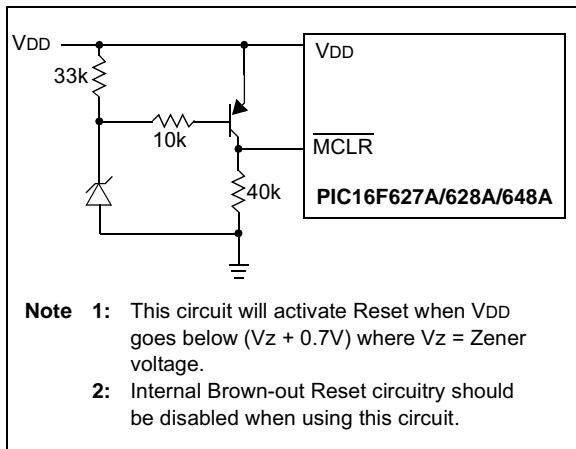 VDD
VDD
33k
10k
MCLR
40k
PIC16F627A/628A/648A
Note 1: This circuit will activate Reset when VDD
goes below (Vz + 0.7V) where Vz = Zener
voltage.
2: Internal Brown-out Reset circuitry should
be disabled when using this circuit.